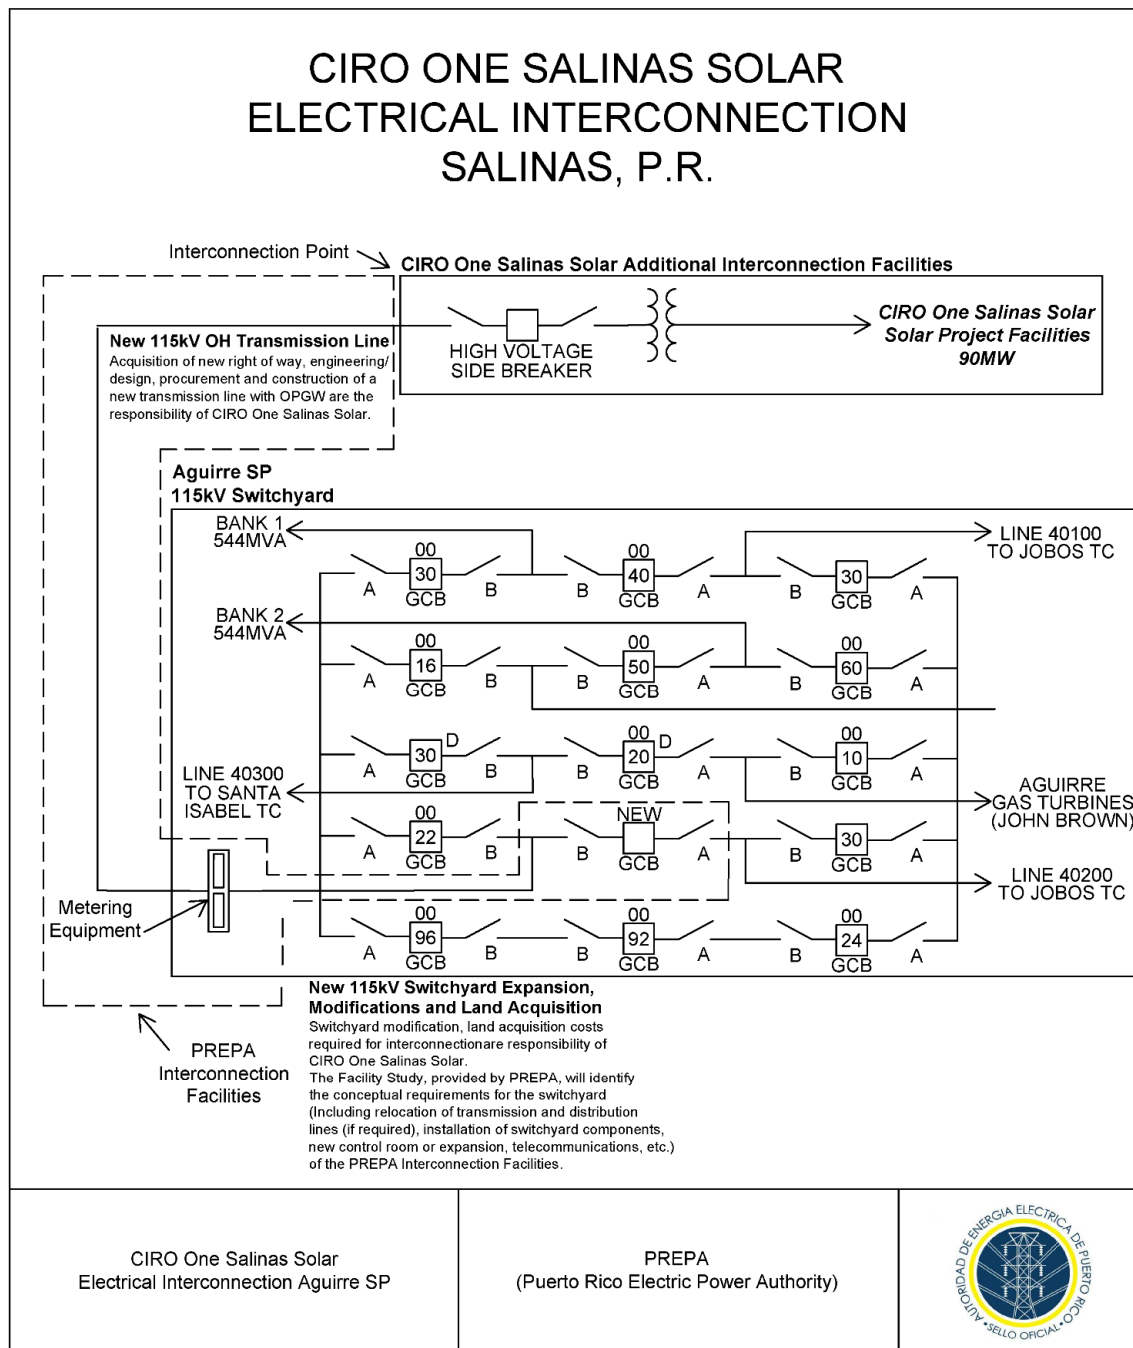 CIRO ONE SALINAS SOLAR
ELECTRICAL INTERCONNECTION
SALINAS, P.R.
Interconnection Point
CIRO One Salinas Solar Additional Interconnection Facilities
HIGH VOLTAGE
SIDE BREAKER
CIRO One Salinas Solar
Solar Project Facilities
90MW
New 115kV OH Transmission Line
Acquisition of new right of way, engineering/
design, procurement and construction of a
new transmission line with OPGW are the
responsibility of CIRO One Salinas Solar.
Aguirre SP
115kV Switchyard
BANK 1
544MVA
LINE 40100
TO JOBOS TC
00
00
30
40
30
A
B
B
A
B
A
GCB
GCB
GCB
BANK 2
544MVA
00
00
00
16
50
60
A
B
B
A
B
A
GCB
GCB
GCB
00
00
30
D
20
D
10
A
B
B
A
B
A
GCB
GCB
GCB
LINE 40300
TO SANTA
ISABEL TC
AGUIRRE
GAS TURBINES
(JOHN BROWN)
00
NEW
22
30
A
B
B
A
B
A
GCB
GCB
GCB
LINE 40200
TO JOBOS TC
Metering
Equipment
00
00
00
96
92
24
A
B
B
A
B
A
GCB
GCB
GCB
New 115kV Switchyard Expansion,
Modifications and Land Acquisition
Switchyard modification, land acquisition costs
required for interconnectionare responsibility of
CIRO One Salinas Solar.
The Facility Study, provided by PREPA, will identify
the conceptual requirements for the switchyard
(Including relocation of transmission and distribution
lines (if required), installation of switchyard components,
new control room or expansion, telecommunications, etc.)
of the PREPA Interconnection Facilities.
PREPA
Interconnection
Facilities
CIRO One Salinas Solar
Electrical Interconnection Aguirre SP
PREPA
(Puerto Rico Electric Power Authority)
AUTORIDAD DE ENERGIA ELECTRICA DE PUERTO RICO
• SELLO OFICIAL •